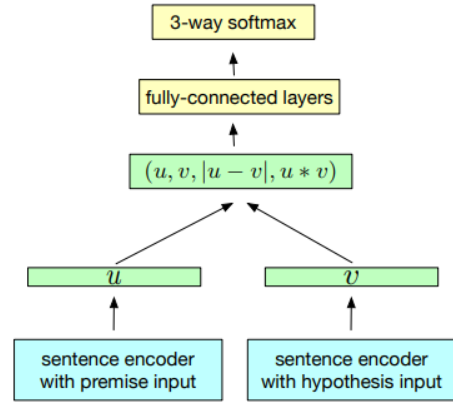 3-way softmax
fully-connected layers
(u, v, |u − v|, u ∗ v)
u
v
sentence encoder
with premise input
sentence encoder
with hypothesis input